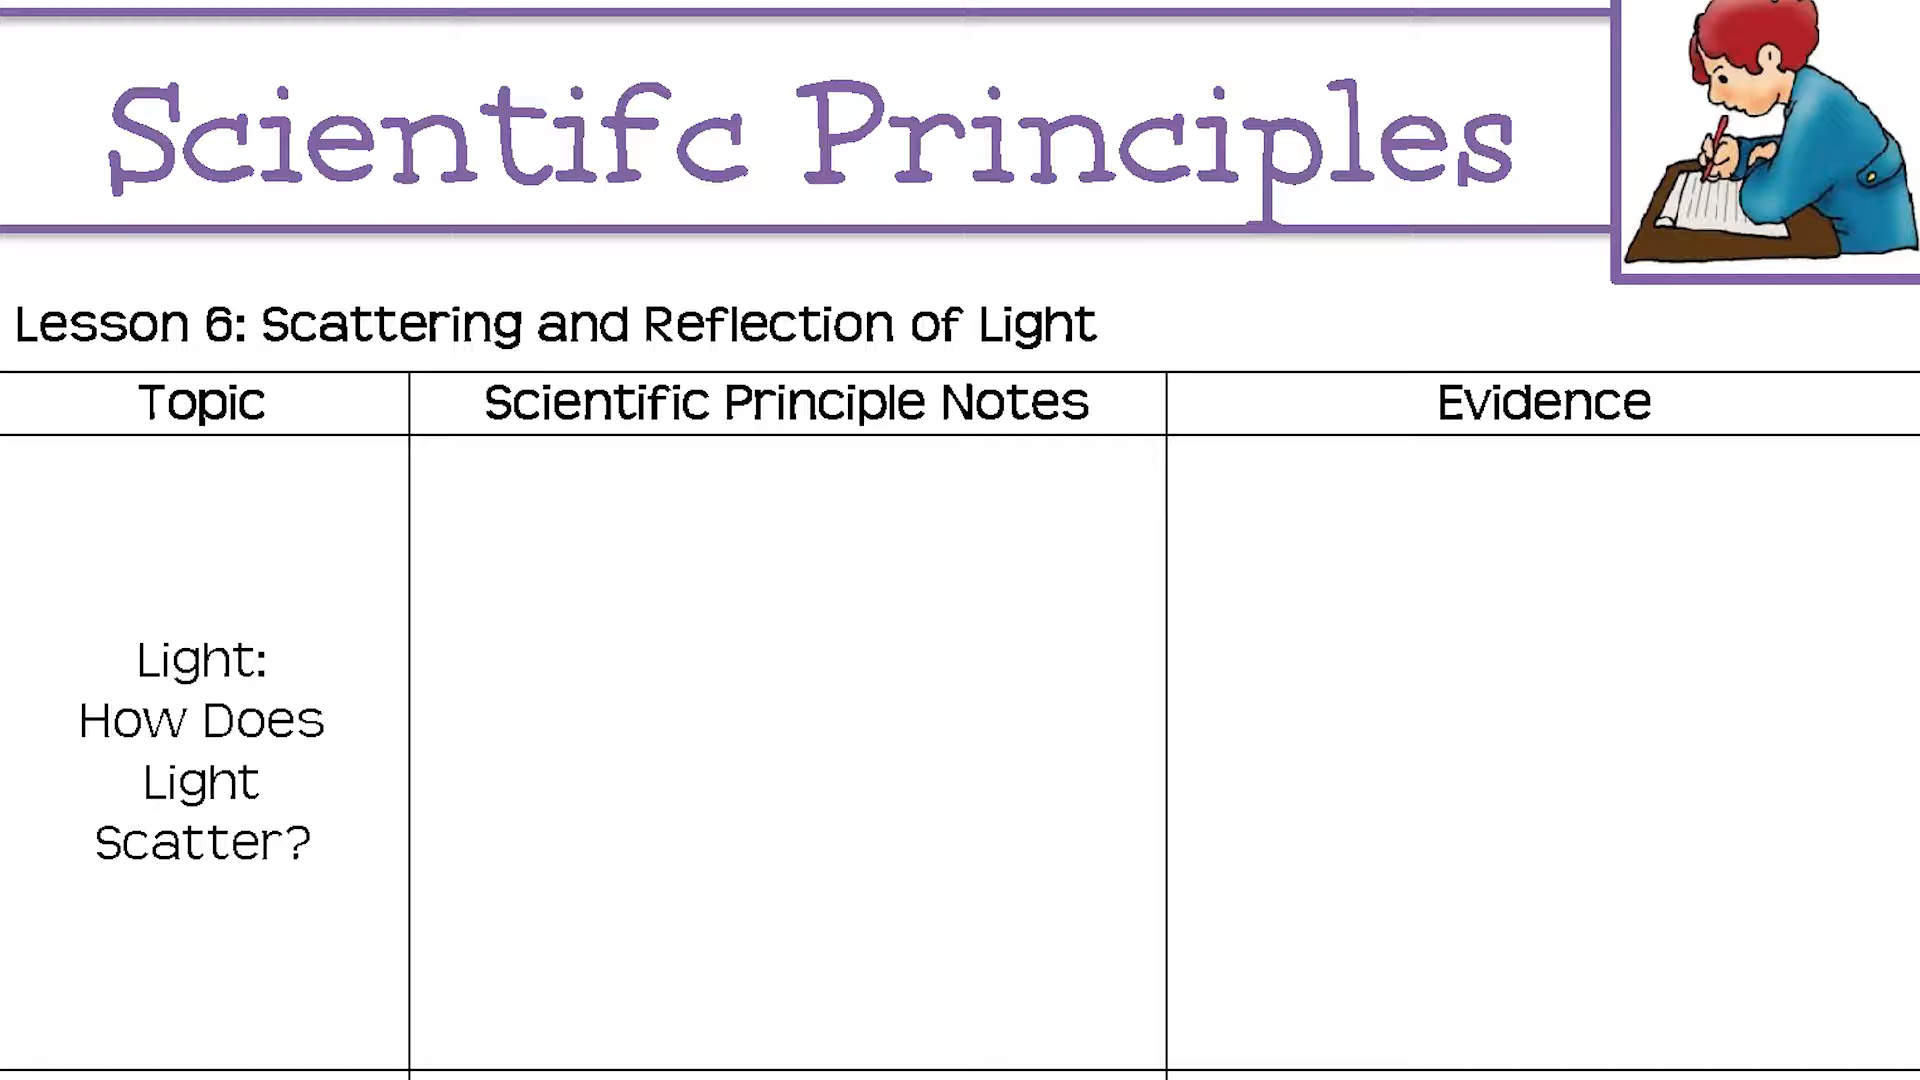 Scientifc Principles
Lesson 6: Scattering and Reflection of Light
Topic
Scientific Principle Notes
Evidence
Light:
How Does
Light
Scatter?